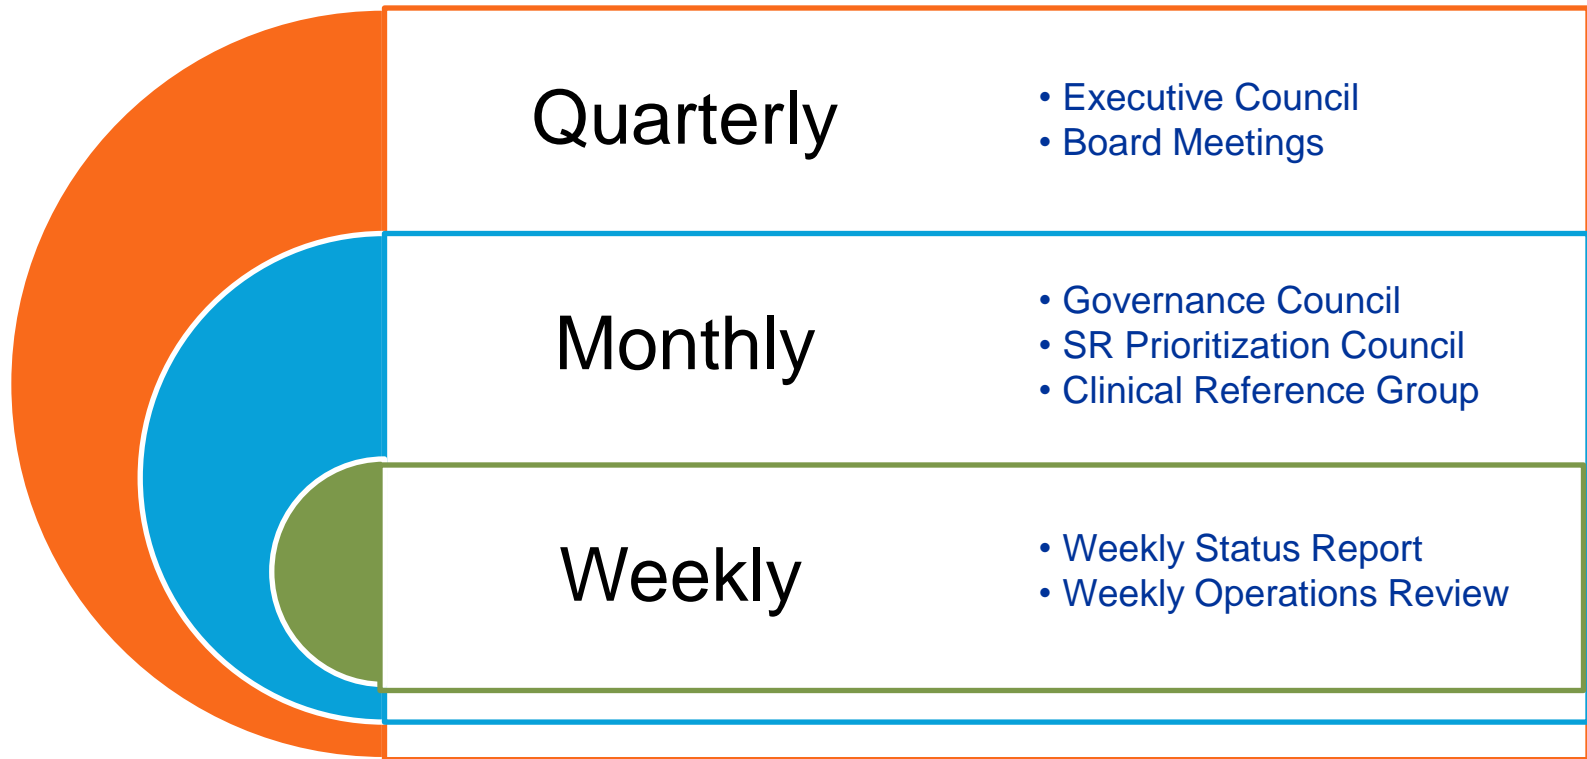 Quarterly
• Executive Council
• Board Meetings
Monthly
• Governance Council
• SR Prioritization Council
• Clinical Reference Group
Weekly
• Weekly Status Report
• Weekly Operations Review